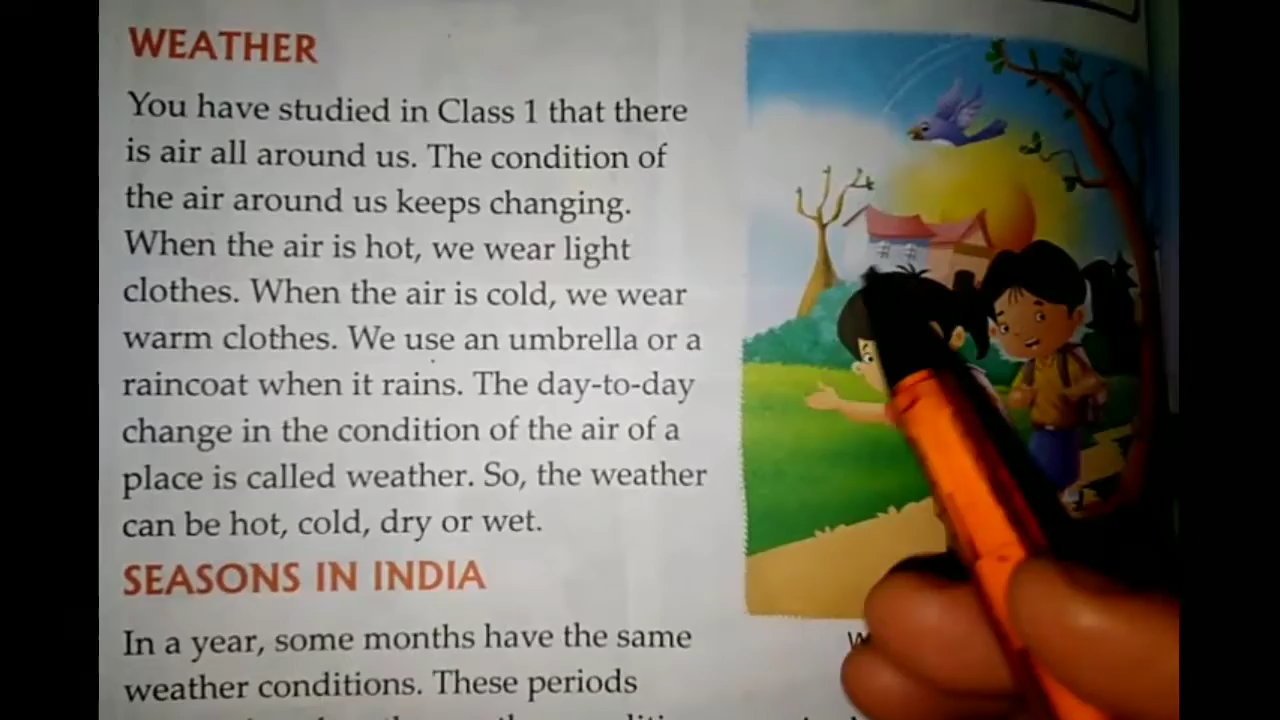 WEATHER
You have studied in Class 1 that there
is air all around us. The condition of
the air around us keeps changing.
When the air is hot, we wear light
clothes. When the air is cold, we wear
warm clothes. We use an umbrella or a
raincoat when it rains. The day-to-day
change in the condition of the air of a
place is called weather. So, the weather
can be hot, cold, dry or wet.
SEASONS IN INDIA
In a year, some months have the same
weather conditions. These periods